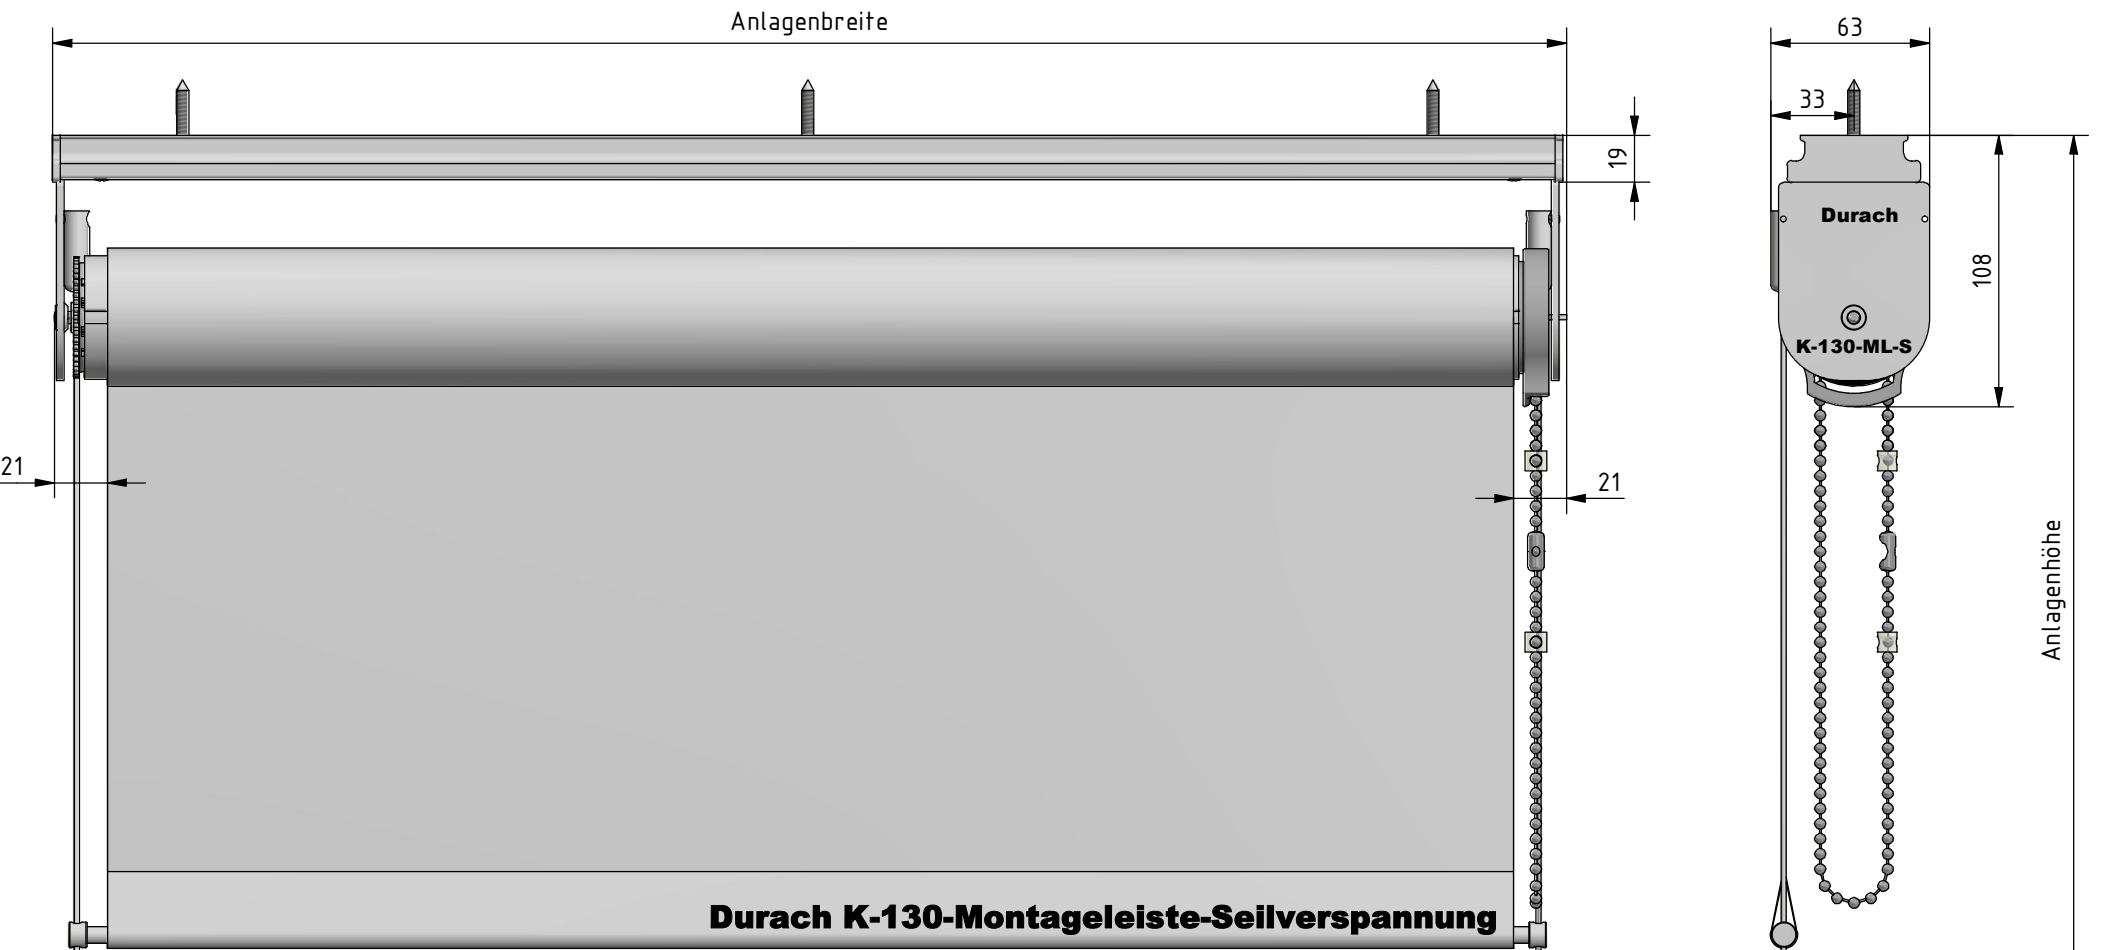 Anlagenbreite
63
33
19
Durach
108
K-130-ML-S
21
21
Anlagenhöhe
Durach K-130-Montageleiste-Seilverspannung